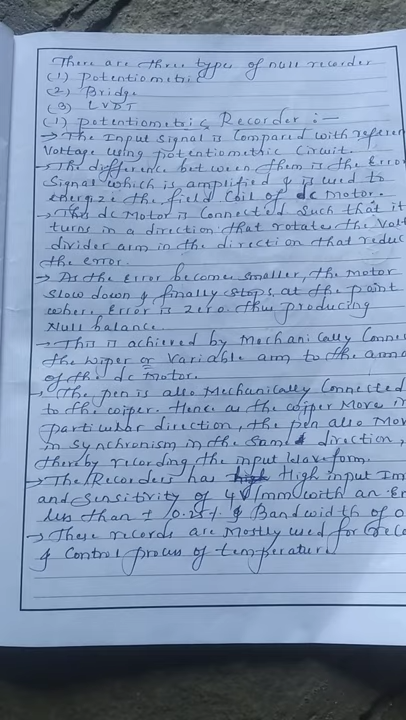 There are three types of null recorder
(1) Potentiometric
(2) Bridge
(3) LVDT
(1) potentiometric Recorder :-
→ The Input signal is Compared with referen
Voltage using potentiometric Circuit.
→ The difference between them is the Error
Signal which is amplified & is used to
energize the field Coil of dc motor.
→ This dc Motor is Connected Such that it
turns in a direction that rotates the Volt
divider arm in the direction that reduc
the error.
→ As the Error become smaller, the motor
Slow down & finally stops at the point
where Error is zero thus producing
Null balance.
→ This is achieved by Mechanically Conne
the wiper or Variable arm to the arma
of the dc motor.
→ The pen is also Mechanically Connected
to the wiper. Hence as the wiper Move in
particular direction, the pen also Mov
in Synchronism in the Same direction,
thereby recording the input Waveform.
→ The Recorders has High input Im
and Sensitivity of 4V/mm with an Er
less than ± 0.25% & Bandwidth of 0
→ These records are Mostly used for Reco
& Control process of temperature.